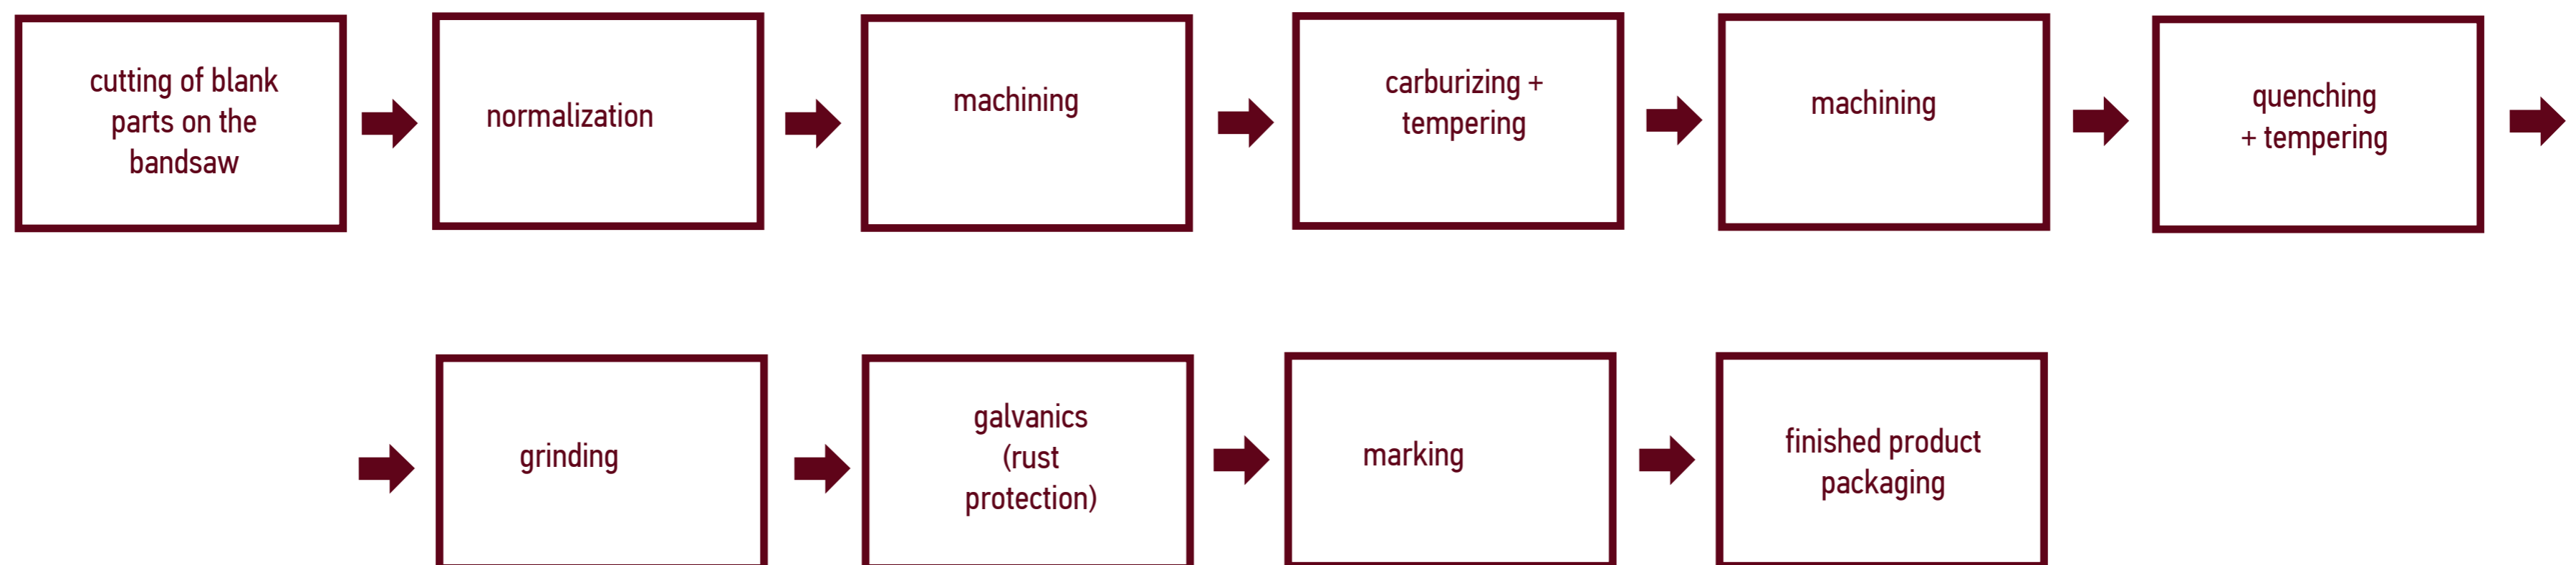 cutting of blank
parts on the
bandsaw
normalization
machining
carburizing +
tempering
machining
quenching
+ tempering
grinding
galvanics
(rust
protection)
marking
finished product
packaging